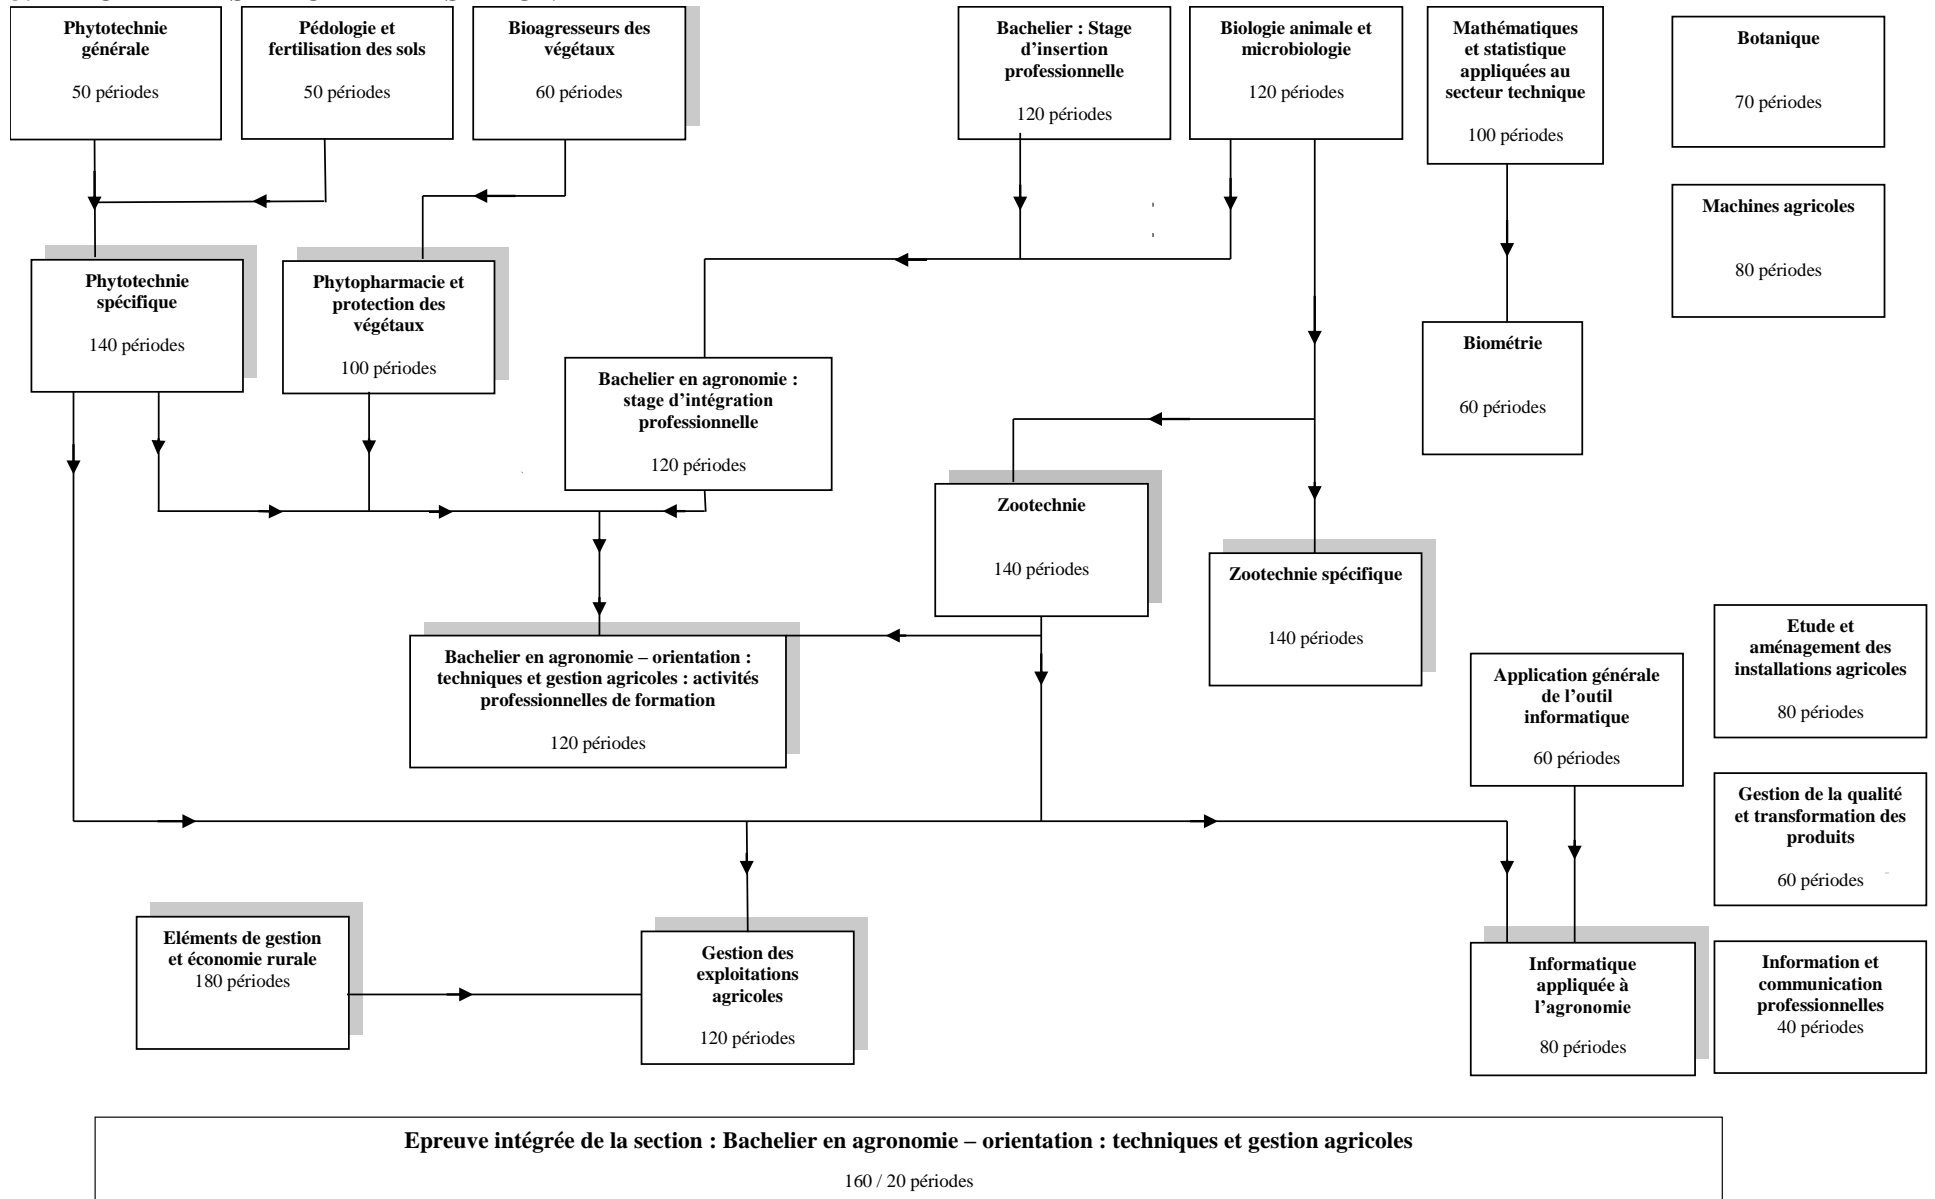 Phytotechnie
générale
50 périodes
Pédologie et
fertilisation des sols
50 périodes
Bioagresseurs des
végétaux
60 périodes
Bachelier : Stage
d'insertion
professionnelle
120 périodes
Biologie animale et
microbiologie
120 périodes
Mathématiques
et statistique
appliquées au
secteur technique
100 périodes
Botanique
70 périodes
Machines agricoles
80 périodes
Phytotechnie
spécifique
140 périodes
Phytopharmacie et
protection des
végétaux
100 périodes
Bachelier en agronomie :
stage d’intégration
professionnelle
120 périodes
Biométrie
60 périodes
Zootechnie
140 périodes
Zootechnie spécifique
140 périodes
Bachelier en agronomie – orientation :
techniques et gestion agricoles : activités
professionnelles de formation
120 périodes
Application générale
de l’outil
informatique
60 périodes
Etude et
aménagement des
installations agricoles
80 périodes
Gestion de la qualité
et transformation des
produits
60 périodes
Eléments de gestion
et économie rurale
180 périodes
Gestion des
exploitations
agricoles
120 périodes
Informatique
appliquée à
l’agronomie
80 périodes
Information et
communication
professionnelles
40 périodes
Epreuve intégrée de la section : Bachelier en agronomie – orientation : techniques et gestion agricoles
160 / 20 périodes